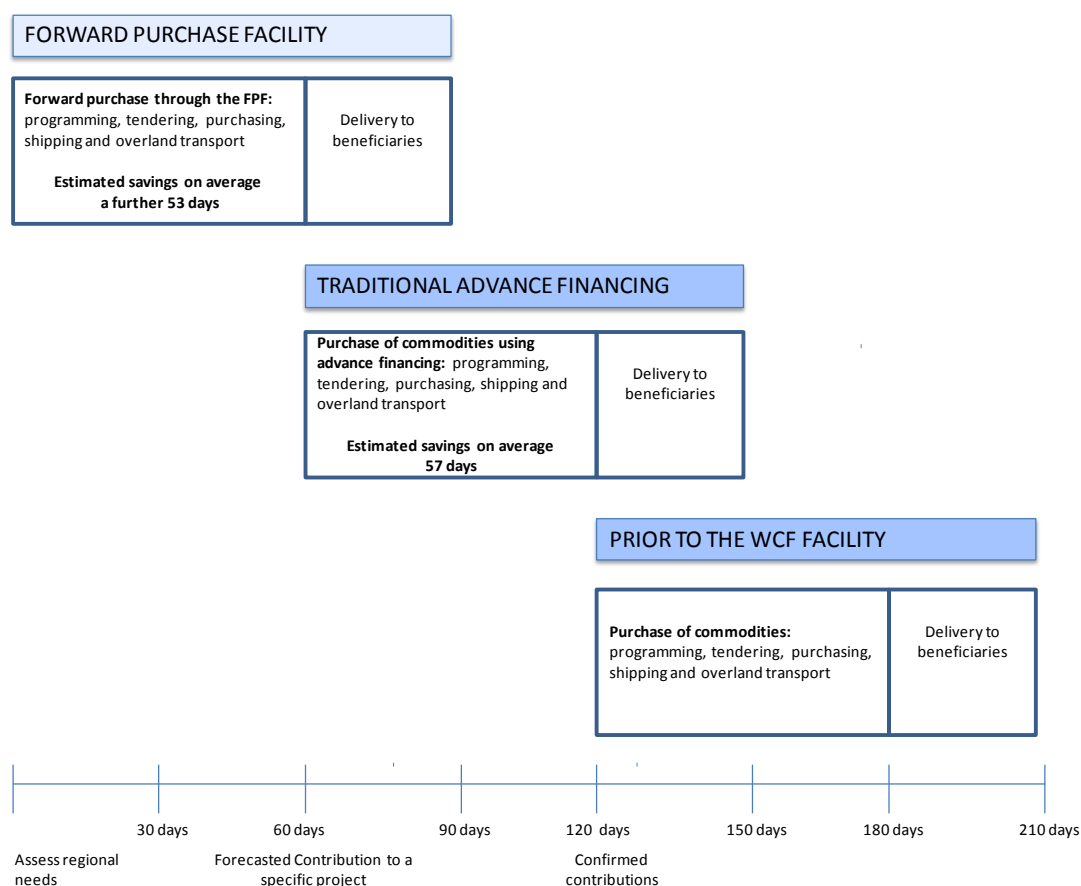 FORWARD PURCHASE FACILITY
Forward purchase through the FPF:
programming, tendering, purchasing,
shipping and overland transport
Estimated savings on average
a further 53 days
Delivery to
beneficiaries
TRADITIONAL ADVANCE FINANCING
Purchase of commodities using
advance financing: programming,
tendering, purchasing, shipping and
overland transport
Estimated savings on average
57 days
Delivery to
beneficiaries
PRIOR TO THE WCF FACILITY
Purchase of commodities:
programming, tendering, purchasing,
shipping and overland transport
Delivery to
beneficiaries
30 days
60 days
90 days
120 days
150 days
180 days
210 days
Assess regional
needs
Forecasted Contribution to a
specific project
Confirmed
contributions